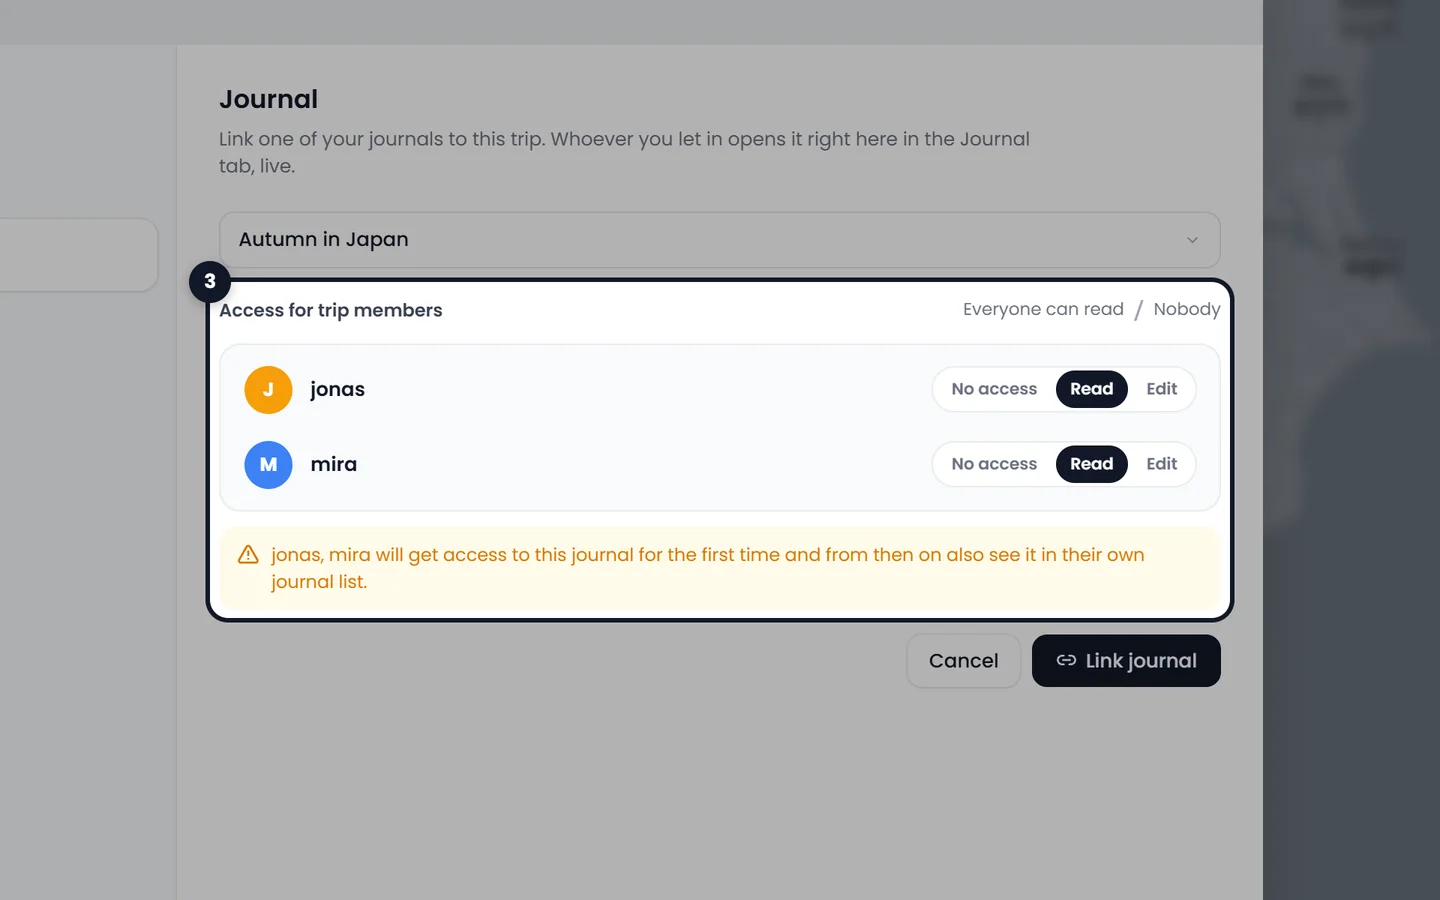 Journal
Link one of your journals to this trip. Whoever you let in opens it right here in the Journal
tab, live.
Autumn in Japan
3
Access for trip members
Everyone can read / Nobody
J jonas No access Read Edit
M mira No access Read Edit
jonas, mira will get access to this journal for the first time and from then on also see it in their own
journal list.
Cancel Link journal